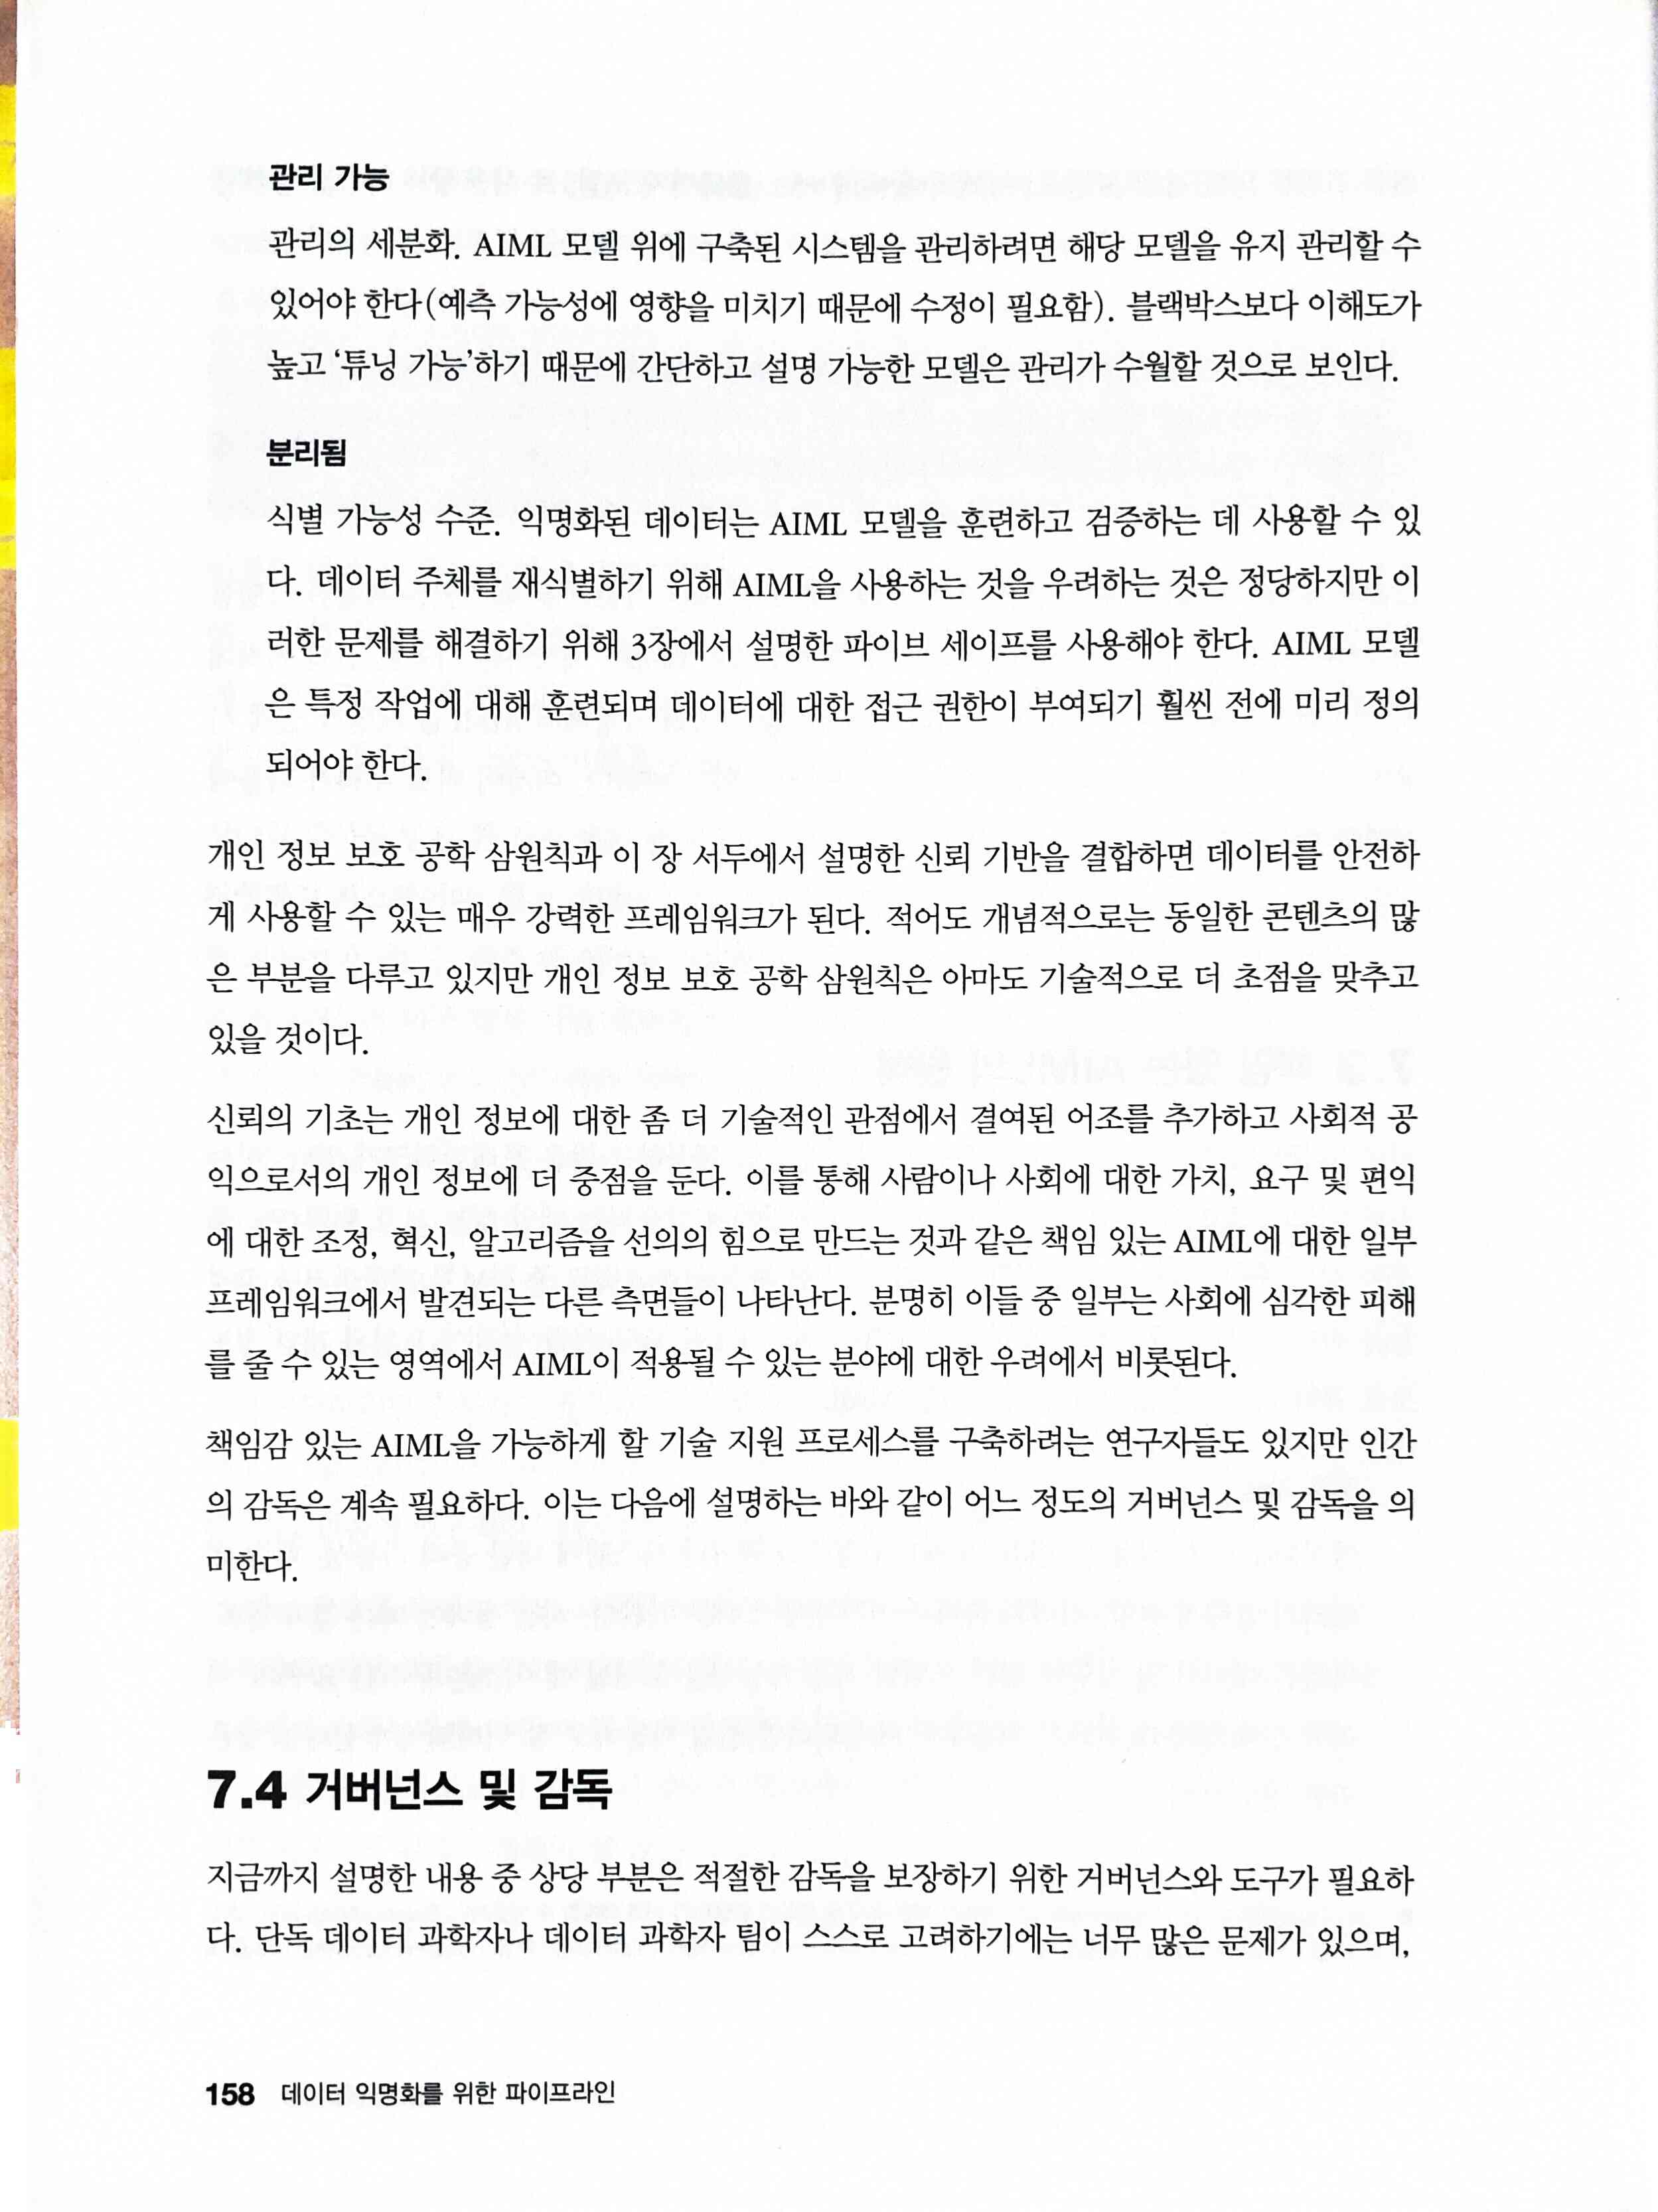 관리 가능
관리의 세분화. AIML 모델 위에 구축된 시스템을 관리하려면 해당 모델을 유지 관리할 수
있어야 한다(예측 가능성에 영향을 미치기 때문에 수정이 필요함). 블랙박스보다 이해도가
높고 ‘튜닝 가능’하기 때문에 간단하고 설명 가능한 모델은 관리가 수월할 것으로 보인다.
분리됨
식별 가능성 수준. 익명화된 데이터는 AIML 모델을 훈련하고 검증하는 데 사용할 수 있
다. 데이터 주체를 재식별하기 위해 AIML을 사용하는 것을 우려하는 것은 정당하지만 이
러한 문제를 해결하기 위해 3장에서 설명한 파이브 세이프를 사용해야 한다. AIML 모델
은 특정 작업에 대해 훈련되며 데이터에 대한 접근 권한이 부여되기 훨씬 전에 미리 정의
되어야 한다.
개인 정보 보호 공학 삼원칙과 이 장 서두에서 설명한 신뢰 기반을 결합하면 데이터를 안전하
게 사용할 수 있는 매우 강력한 프레임워크가 된다. 적어도 개념적으로는 동일한 콘텐츠의 많
은 부분을 다루고 있지만 개인 정보 보호 공학 삼원칙은 아마도 기술적으로 더 초점을 맞추고
있을 것이다.
신뢰의 기초는 개인 정보에 대한 좀 더 기술적인 관점에서 결여된 어조를 추가하고 사회적 공
익으로서의 개인 정보에 더 중점을 둔다. 이를 통해 사람이나 사회에 대한 가치, 요구 및 편익
에 대한 조정, 혁신, 알고리즘을 선의의 힘으로 만드는 것과 같은 책임 있는 AIML에 대한 일부
프레임워크에서 발견되는 다른 측면들이 나타난다. 분명히 이들 중 일부는 사회에 심각한 피해
를 줄 수 있는 영역에서 AIML이 적용될 수 있는 분야에 대한 우려에서 비롯된다.
책임감 있는 AIML을 가능하게 할 기술 지원 프로세스를 구축하려는 연구자들도 있지만 인간
의 감독은 계속 필요하다. 이는 다음에 설명하는 바와 같이 어느 정도의 거버넌스 및 감독을 의
미한다.
7.4 거버넌스 및 감독
지금까지 설명한 내용 중 상당 부분은 적절한 감독을 보장하기 위한 거버넌스와 도구가 필요하
다. 단독 데이터 과학자나 데이터 과학자 팀이 스스로 고려하기에는 너무 많은 문제가 있으며,
158 데이터 익명화를 위한 파이프라인